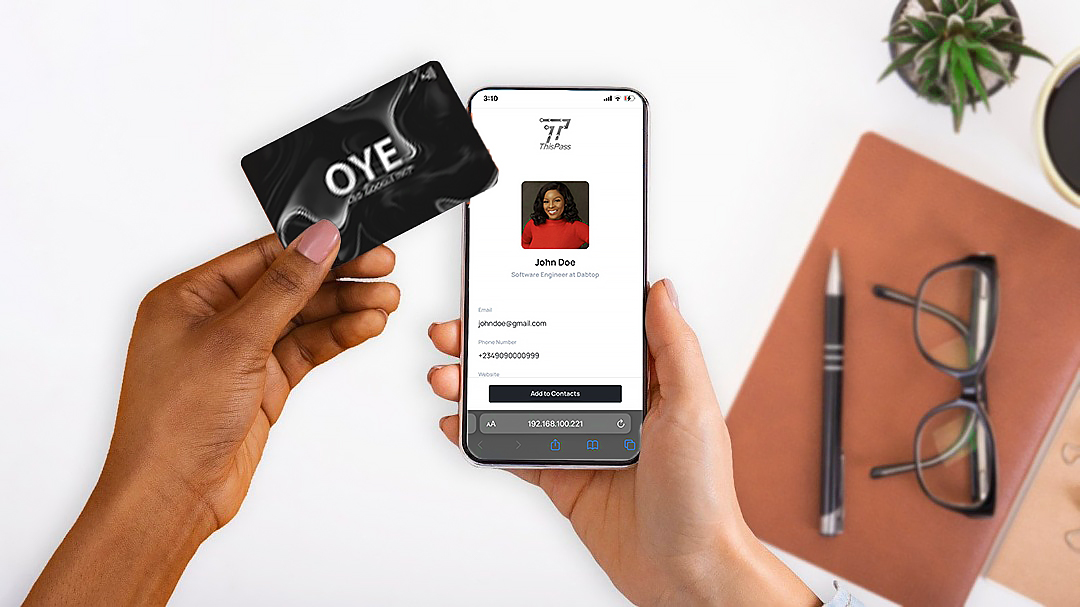 OYE
3:10
ThisPass
John Doe
Software Engineer at Dabtop
Email
johndoe@gmail.com
Phone Number
+2349090000999
Website
Add to Contacts
AA
192.168.100.221